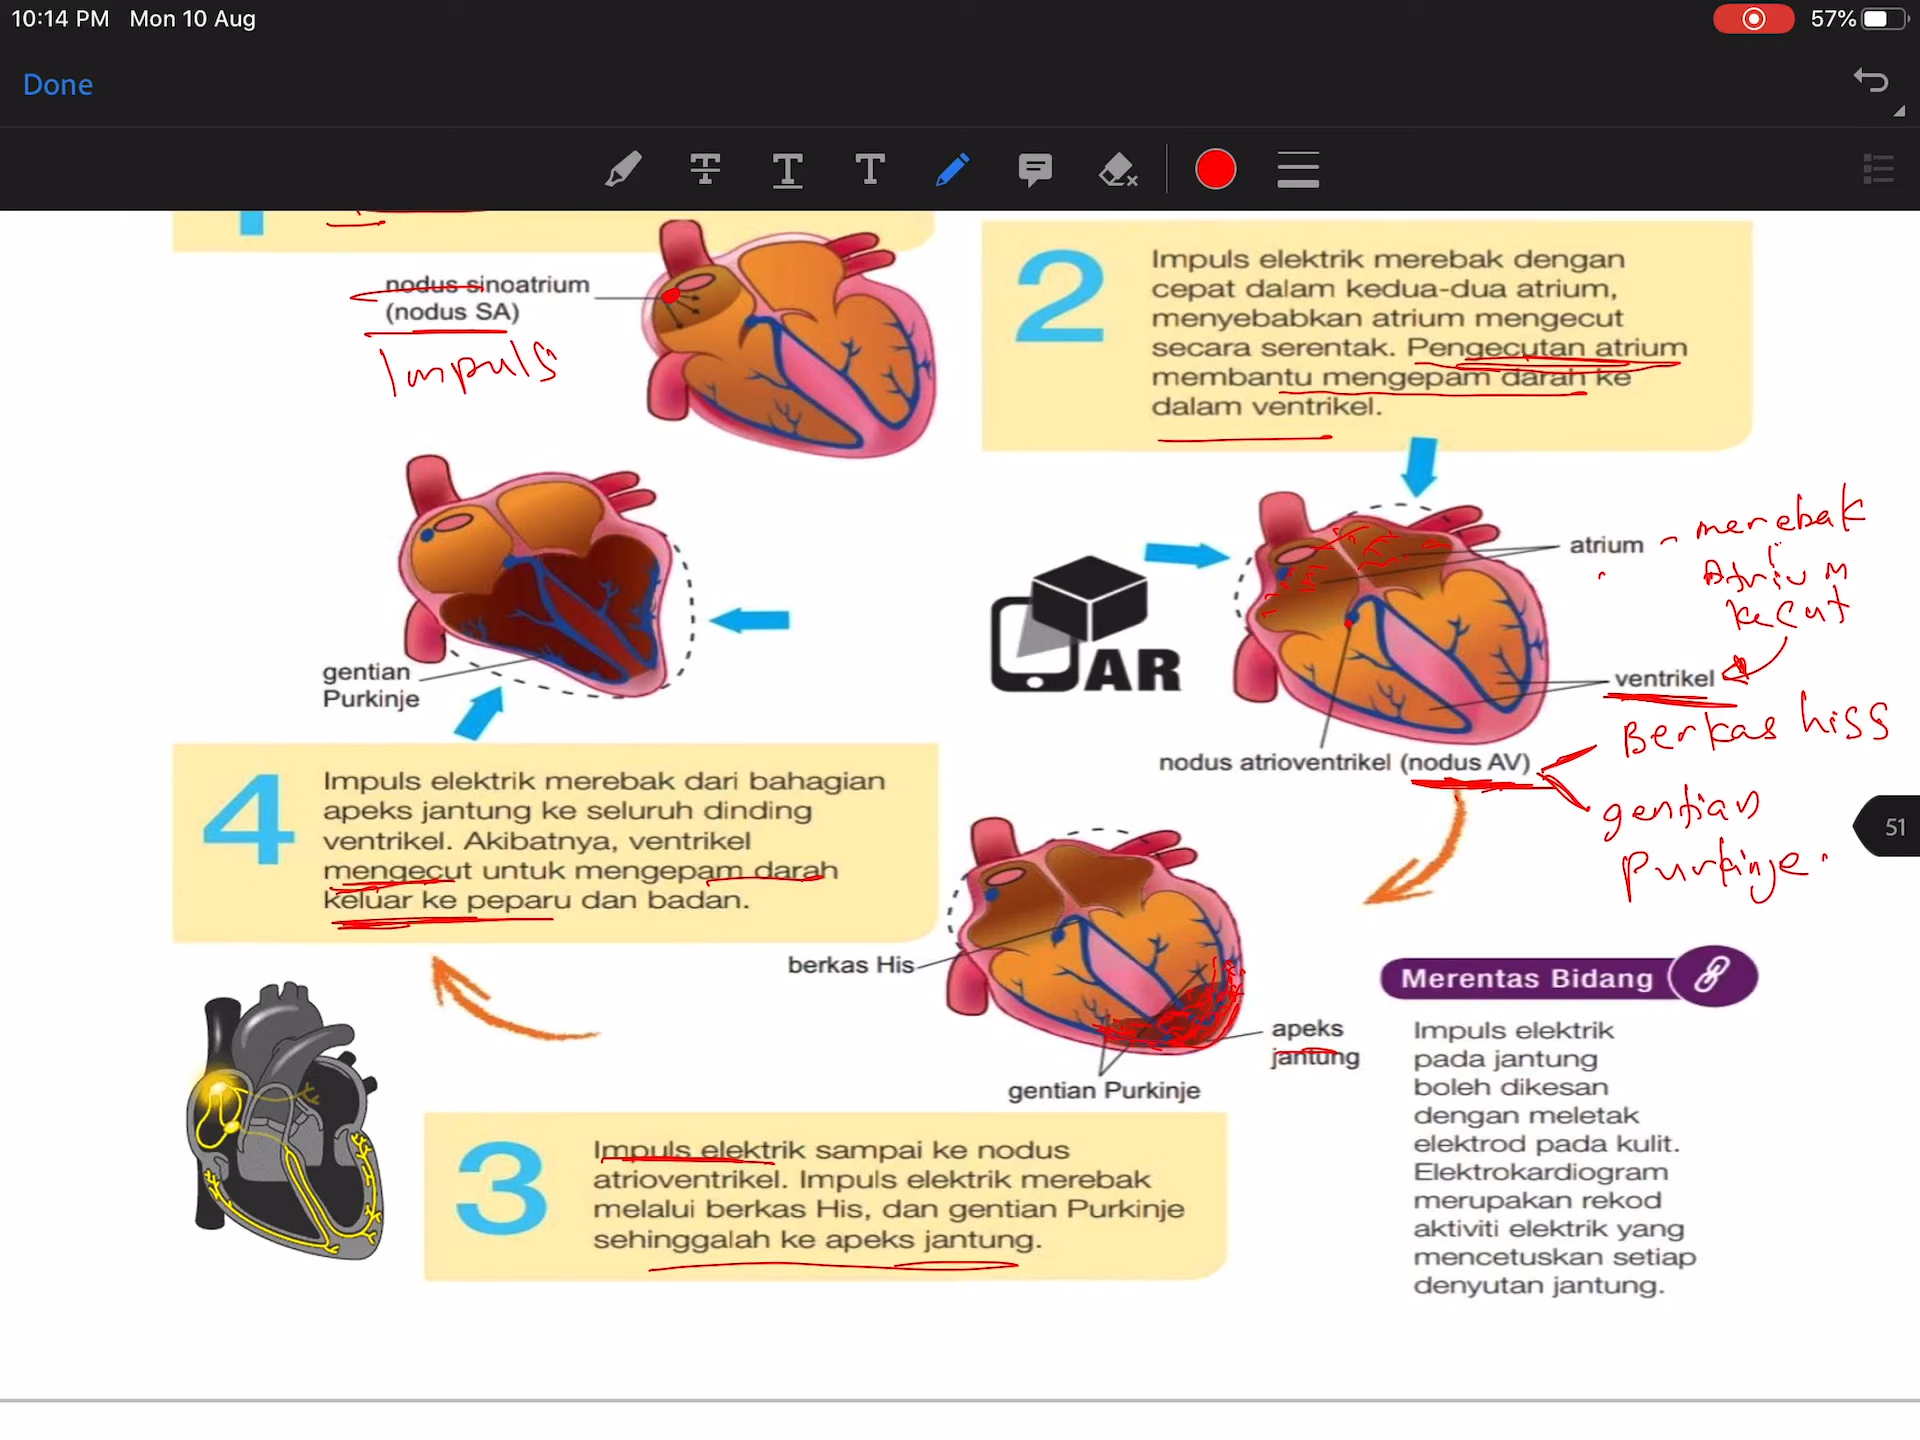 10:14 PM Mon 10 Aug
57%
Done
nodus sinoatrium
(nodus SA)
Impuls
2
Impuls elektrik merebak dengan
cepat dalam kedua-dua atrium,
menyebabkan atrium mengecut
secara serentak. Pengecutan atrium
membantu mengepam darah ke
dalam ventrikel.
atrium
- merebak
Atrium
kecut
ventrikel
AR
gentian
Purkinje
nodus atrioventrikel (nodus AV)
Berkas hiss
gentian
Purkinje.
51
4
Impuls elektrik merebak dari bahagian
apeks jantung ke seluruh dinding
ventrikel. Akibatnya, ventrikel
mengecut untuk mengepam darah
keluar ke peparu dan badan.
berkas His
apeks
jantung
gentian Purkinje
3
Impuls elektrik sampai ke nodus
atrioventrikel. Impuls elektrik merebak
melalui berkas His, dan gentian Purkinje
sehinggalah ke apeks jantung.
Merentas Bidang
Impuls elektrik
pada jantung
boleh dikesan
dengan meletak
elektrod pada kulit.
Elektrokardiogram
merupakan rekod
aktiviti elektrik yang
mencetuskan setiap
denyutan jantung.